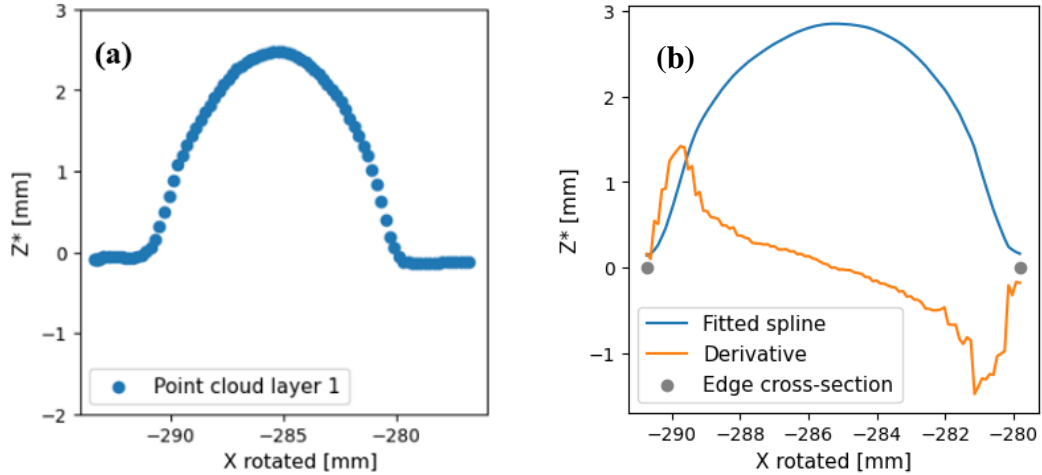 (a)
3
2
1
0
−1
−2
Z* [mm]
Point cloud layer 1
−290
−285
−280
X rotated [mm]
(b)
3
2
1
0
−1
Z* [mm]
Fitted spline
Derivative
Edge cross-section
−290
−288
−286
−284
−282
−280
X rotated [mm]